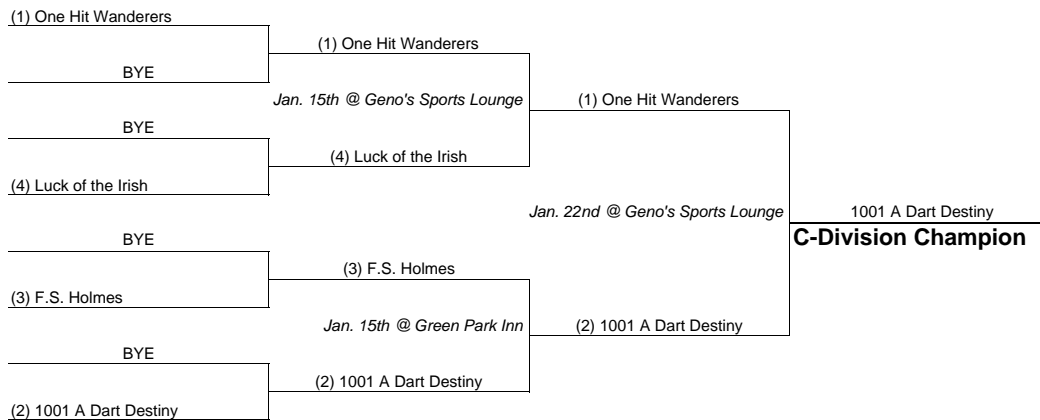 (1) One Hit Wanderers
(1) One Hit Wanderers
BYE
Jan. 15th @ Geno's Sports Lounge
(1) One Hit Wanderers
BYE
(4) Luck of the Irish
(4) Luck of the Irish
Jan. 22nd @ Geno's Sports Lounge
1001 A Dart Destiny
C-Division Champion
BYE
(3) F.S. Holmes
(3) F.S. Holmes
Jan. 15th @ Green Park Inn
(2) 1001 A Dart Destiny
BYE
(2) 1001 A Dart Destiny
(2) 1001 A Dart Destiny